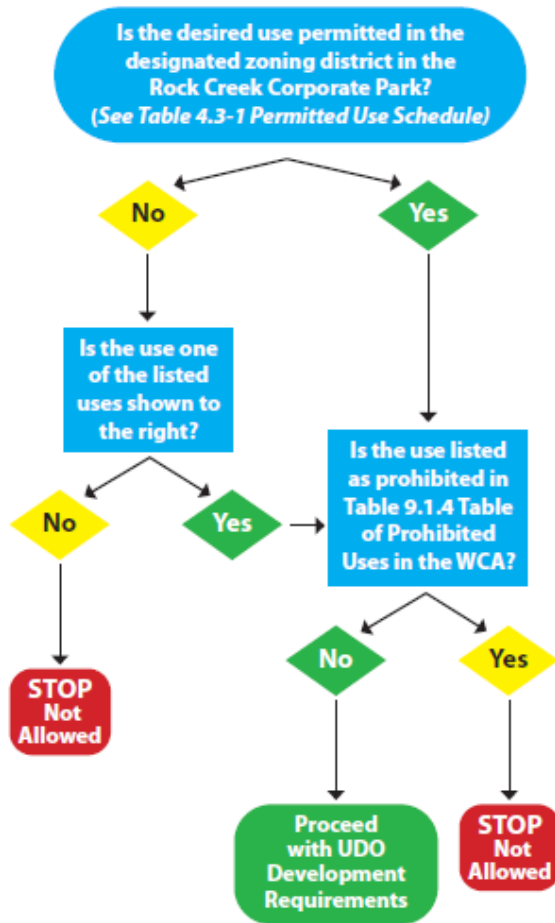 Is the desired use permitted in the
designated zoning district in the
Rock Creek Corporate Park?
(See Table 4.3-1 Permitted Use Schedule)
No
Yes
Is the use one
of the listed
uses shown to
the right?
Is the use listed
as prohibited in
Table 9.1.4 Table
of Prohibited
Uses in the WCA?
No
Yes
No
Yes
STOP
Not
Allowed
Proceed
with UDO
Development
Requirements
STOP
Not
Allowed